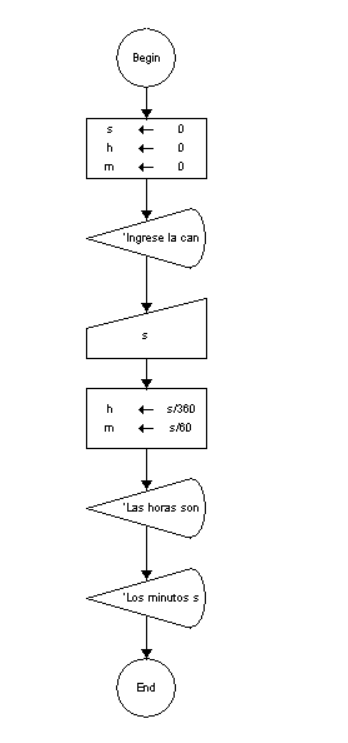 Begin
s ← 0
h ← 0
m ← 0
'Ingrese la can
s
h ← s/360
m ← s/60
'Las horas son
'Los minutos s
End